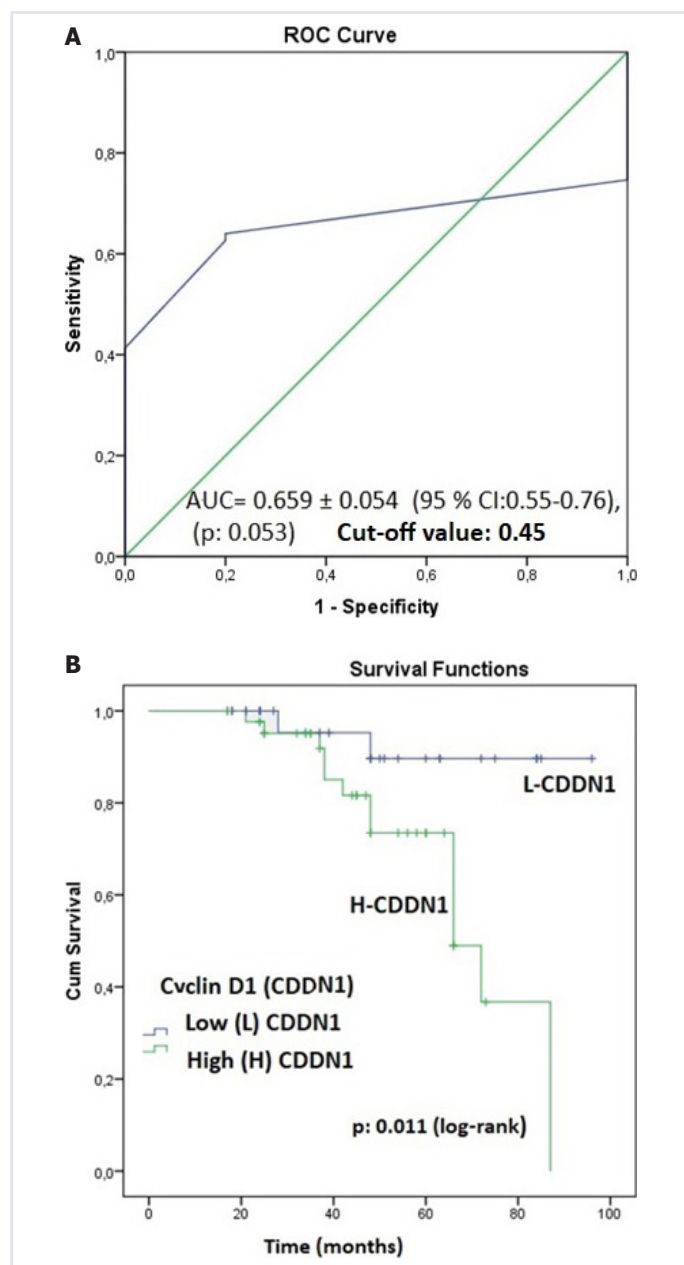 A
ROC Curve
1,0
0,8
0,6
0,4
0,2
0,0
Sensitivity
AUC= 0.659 ± 0.054 (95 % CI:0.55-0.76),
(p: 0.053) Cut-off value: 0.45
0,0 0,2 0,4 0,6 0,8 1,0
1 - Specificity
B
Survival Functions
1,0
0,8
0,6
0,4
0,2
0,0
Cum Survival
L-CDDN1
H-CDDN1
Cvclin D1 (CDDN1)
Low (L) CDDN1
High (H) CDDN1
p: 0.011 (log-rank)
0 20 40 60 80 100
Time (months)